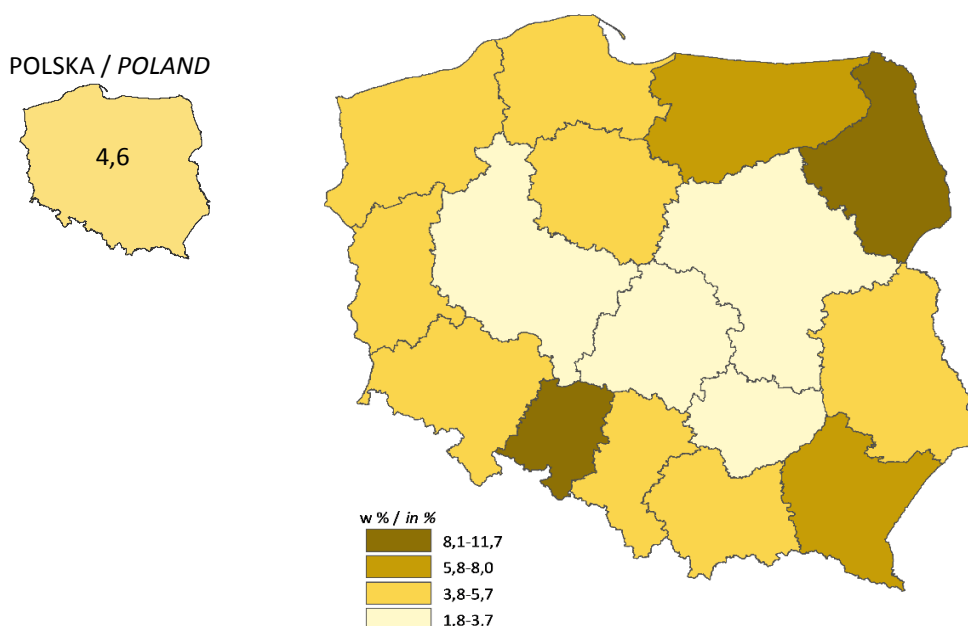 POLSKA / POLAND
4,6
w % / in %
8,1-11,7
5,8-8,0
3,8-5,7
1,8-3,7